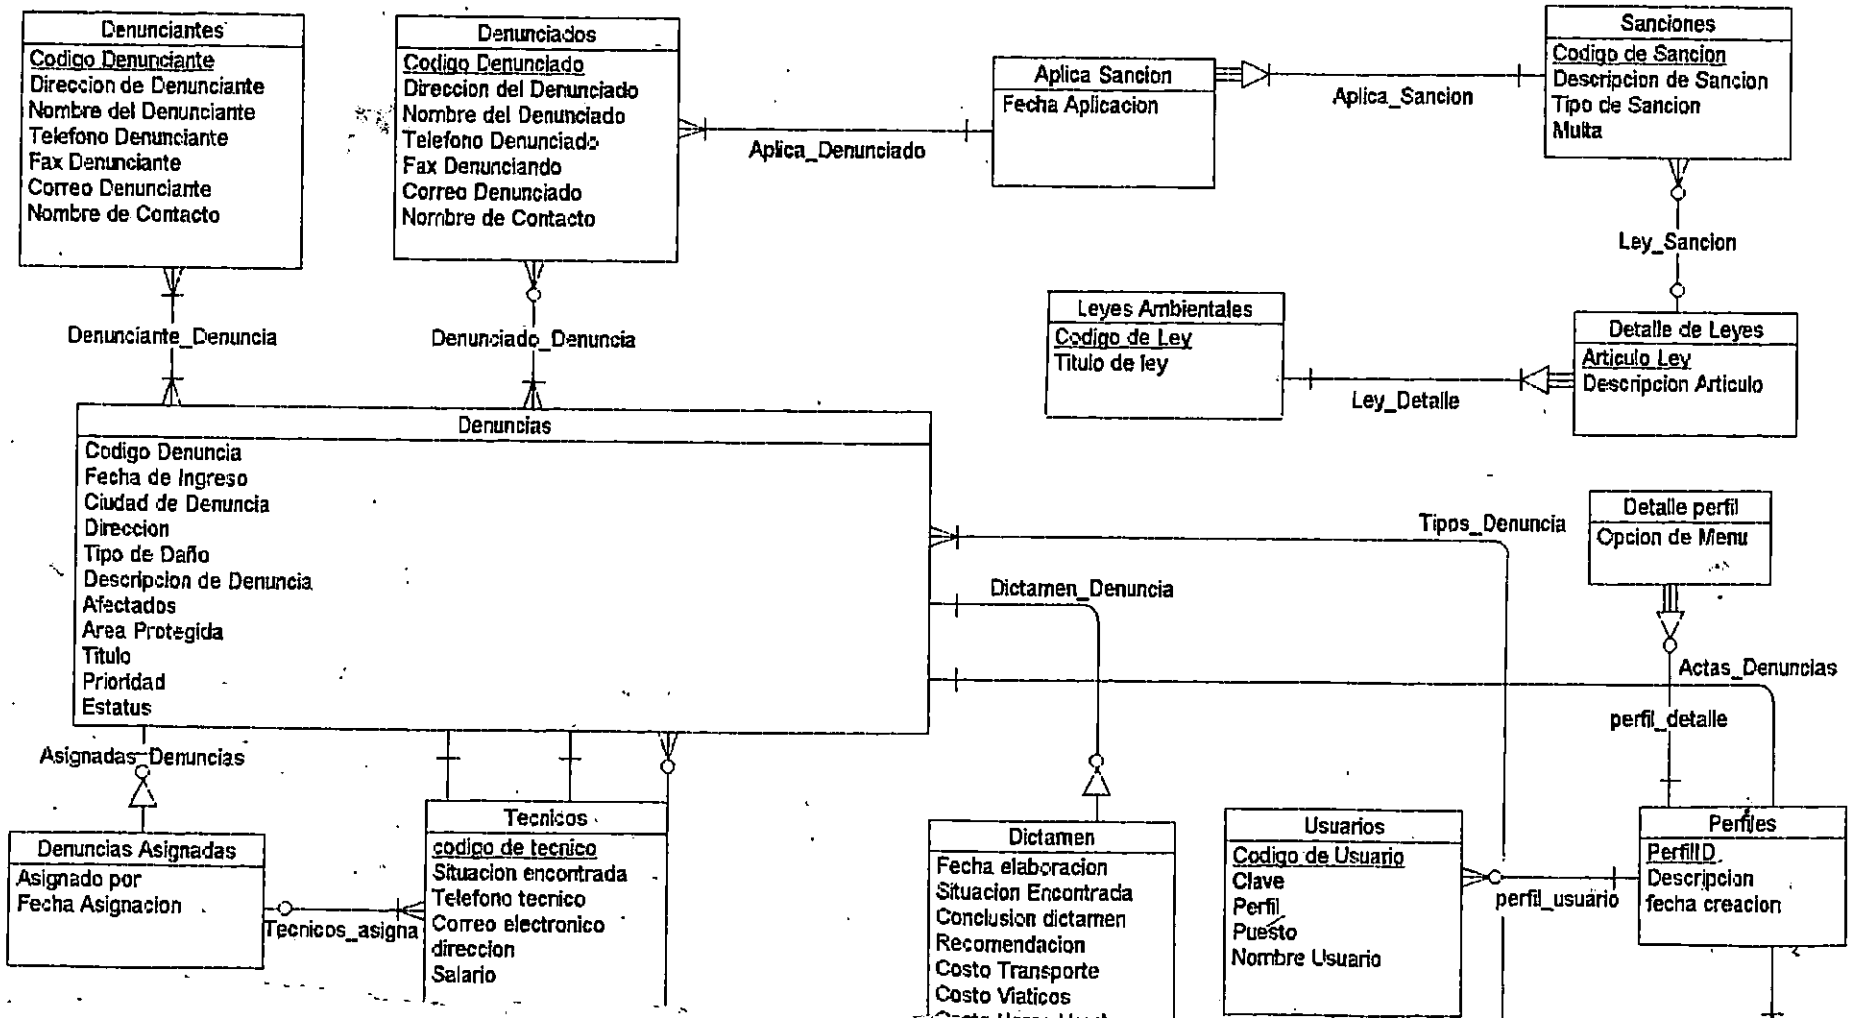 Denunciantes
Codigo Denunciante
Direccion de Denunciante
Nombre del Denunciante
Telefono Denunciante
Fax Denunciante
Correo Denunciante
Nombre de Contacto
Denunciados
Codigo Denunciado
Direccion del Denunciado
Nombre del Denunciado
Telefono Denunciado
Fax Denunciando
Correo Denunciado
Nombre de Contacto
Aplica_Denunciado
Aplica Sancion
Fecha Aplicacion
Aplica_Sancion
Sanciones
Codigo de Sancion
Descripcion de Sancion
Tipo de Sancion
Multa
Ley_Sancion
Leyes Ambientales
Codigo de Ley
Titulo de ley
Ley_Detalle
Detalle de Leyes
Articulo Ley
Descripcion Articulo
Denunciante_Denuncia
Denunciado_Denuncia
Denuncias
Codigo Denuncia
Fecha de Ingreso
Ciudad de Denuncia
Direccion
Tipo de Daño
Descripcion de Denuncia
Afectados
Area Protegida
Titulo
Prioridad
Estatus
Tipos_Denuncia
Dictamen_Denuncia
Detalle perfil
Opcion de Menu
Actas_Denuncias
perfil_detalle
Asignadas_Denuncias
Denuncias Asignadas
Asignado por
Fecha Asignacion
Tecnicos_asigna
Tecnicos
codigo de tecnico
Situacion encontrada
Telefono tecnico
Correo electronico
direccion
Salario
Dictamen
Fecha elaboracion
Situacion Encontrada
Conclusion dictamen
Recomendacion
Costo Transporte
Costo Viaticos
Usuarios
Codigo de Usuario
Clave
Perfil
Puesto
Nombre Usuario
perfil_usuario
Perfiles
PerfilID
Descripcion
fecha creacion